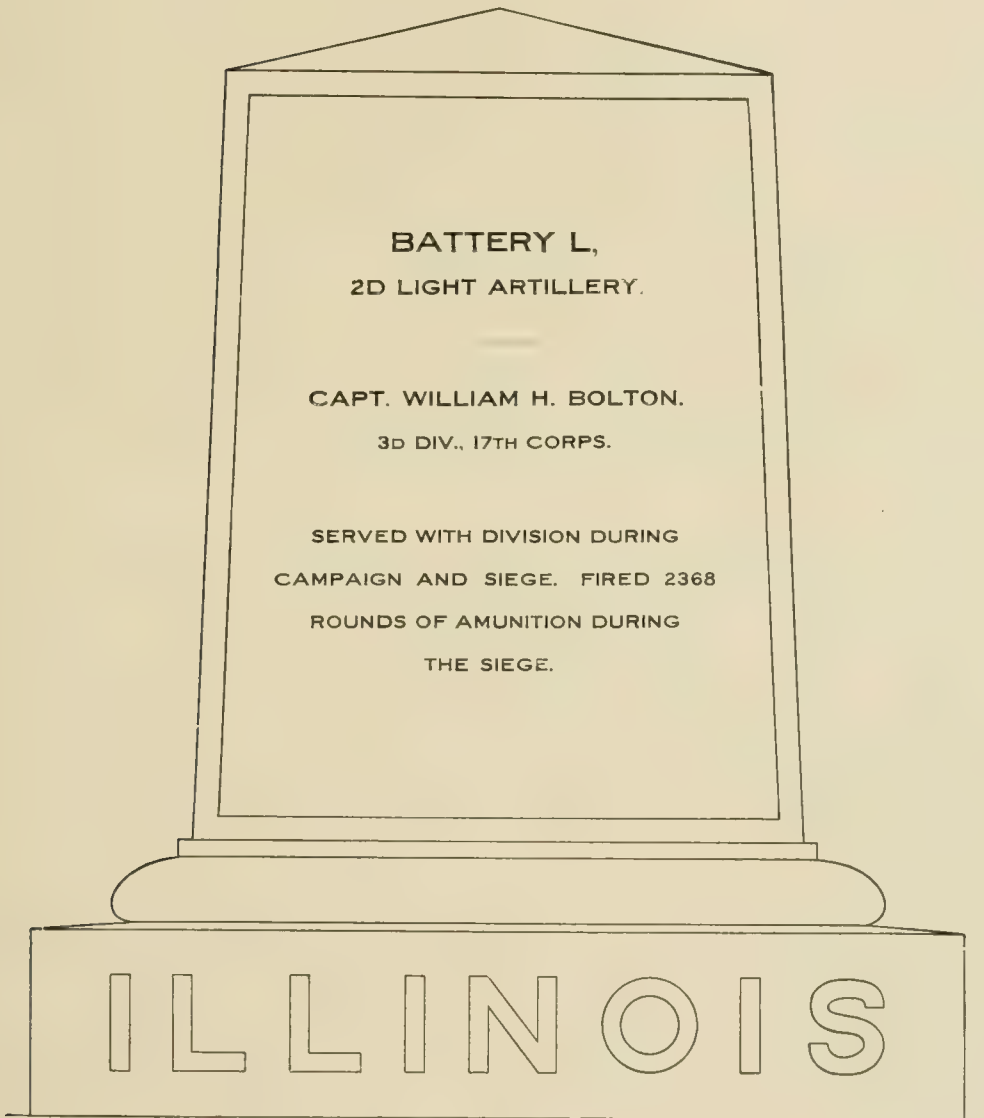 BATTERY L,
2D LIGHT ARTILLERY.
CAPT. WILLIAM H. BOLTON.
3D DIV., 17TH CORPS.
SERVED WITH DIVISION DURING
CAMPAIGN AND SIEGE. FIRED 2368
ROUNDS OF AMUNITION DURING
THE SIEGE.
ILLINOIS